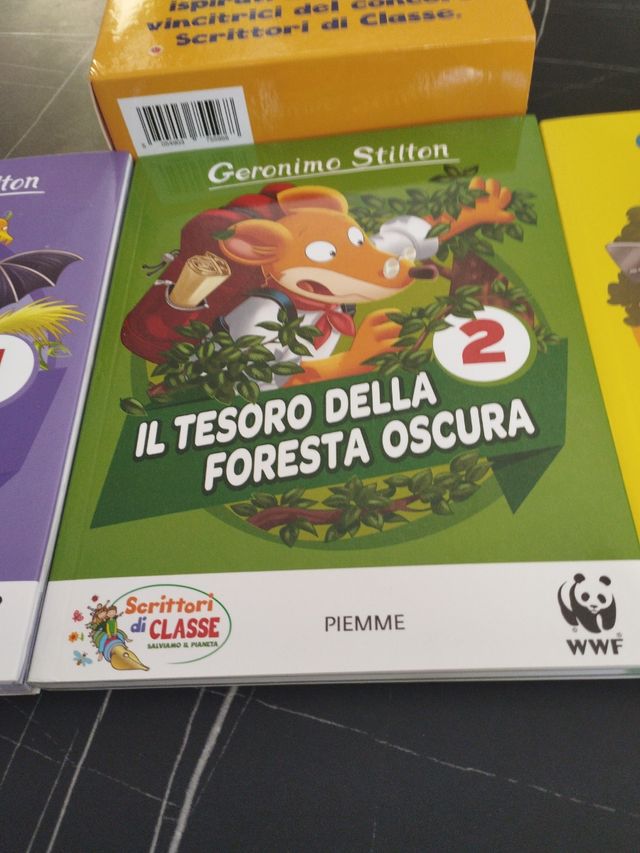 vincitrici del
Scrittori di Classe.
Geronimo Stilton
2
IL TESORO DELLA
FORESTA OSCURA
Scrittori
di CLASSE
SALVIAMO IL PIANETA
PIEMME
WWF